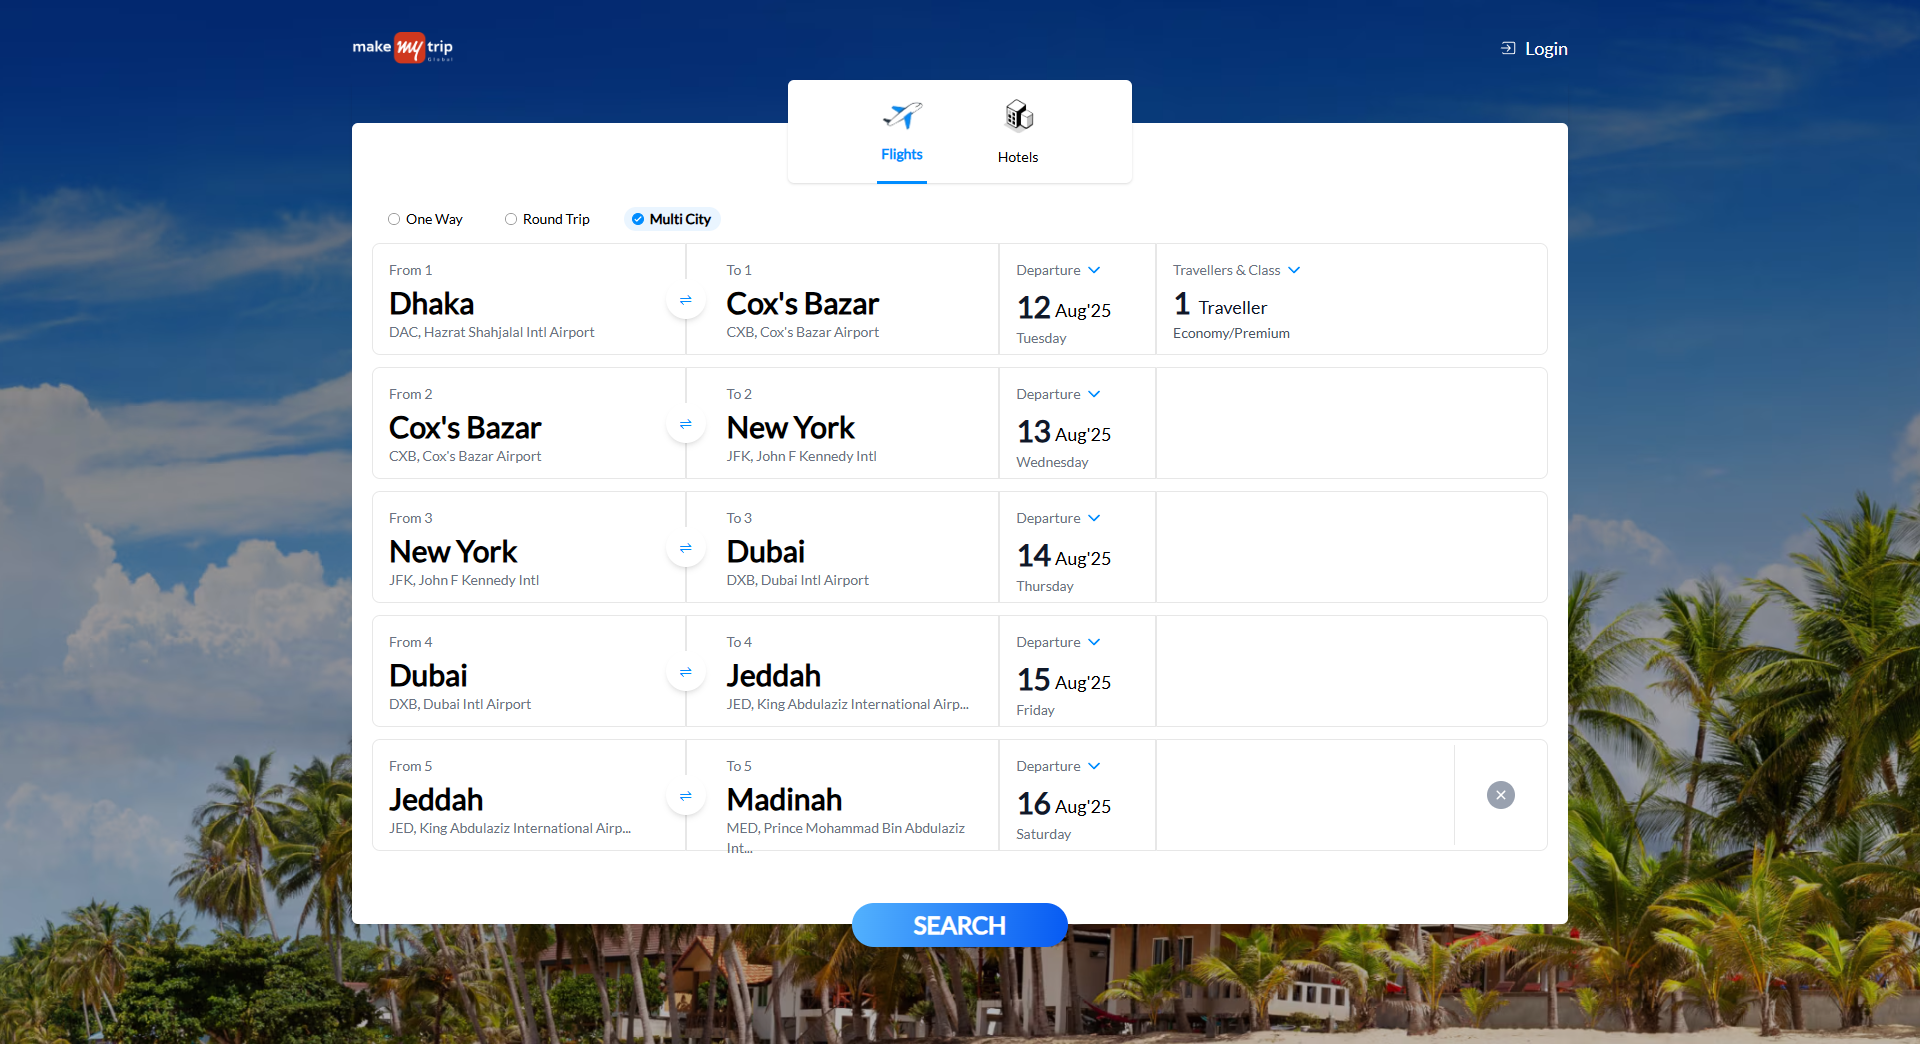 make my trip
Global
Login
Flights
Hotels
One Way
Round Trip
Multi City
From 1
Dhaka
DAC, Hazrat Shahjalal Intl Airport
To 1
Cox's Bazar
CXB, Cox's Bazar Airport
Departure
12 Aug'25
Tuesday
Travellers & Class
1 Traveller
Economy/Premium
From 2
Cox's Bazar
CXB, Cox's Bazar Airport
To 2
New York
JFK, John F Kennedy Intl
Departure
13 Aug'25
Wednesday
From 3
New York
JFK, John F Kennedy Intl
To 3
Dubai
DXB, Dubai Intl Airport
Departure
14 Aug'25
Thursday
From 4
Dubai
DXB, Dubai Intl Airport
To 4
Jeddah
JED, King Abdulaziz International Airp...
Departure
15 Aug'25
Friday
From 5
Jeddah
JED, King Abdulaziz International Airp...
To 5
Madinah
MED, Prince Mohammad Bin Abdulaziz
Int...
Departure
16 Aug'25
Saturday
SEARCH